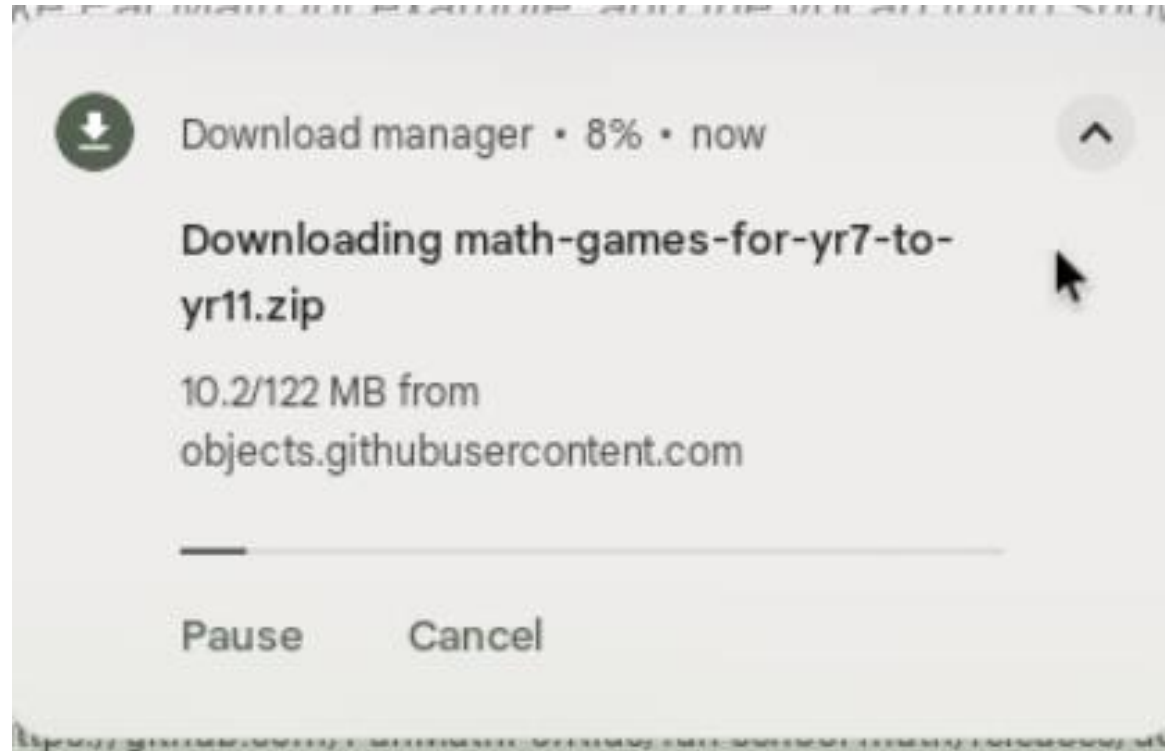 Download manager • 8% • now
Downloading math-games-for-yr7-to-
yr11.zip
10.2/122 MB from
objects.githubusercontent.com
Pause
Cancel